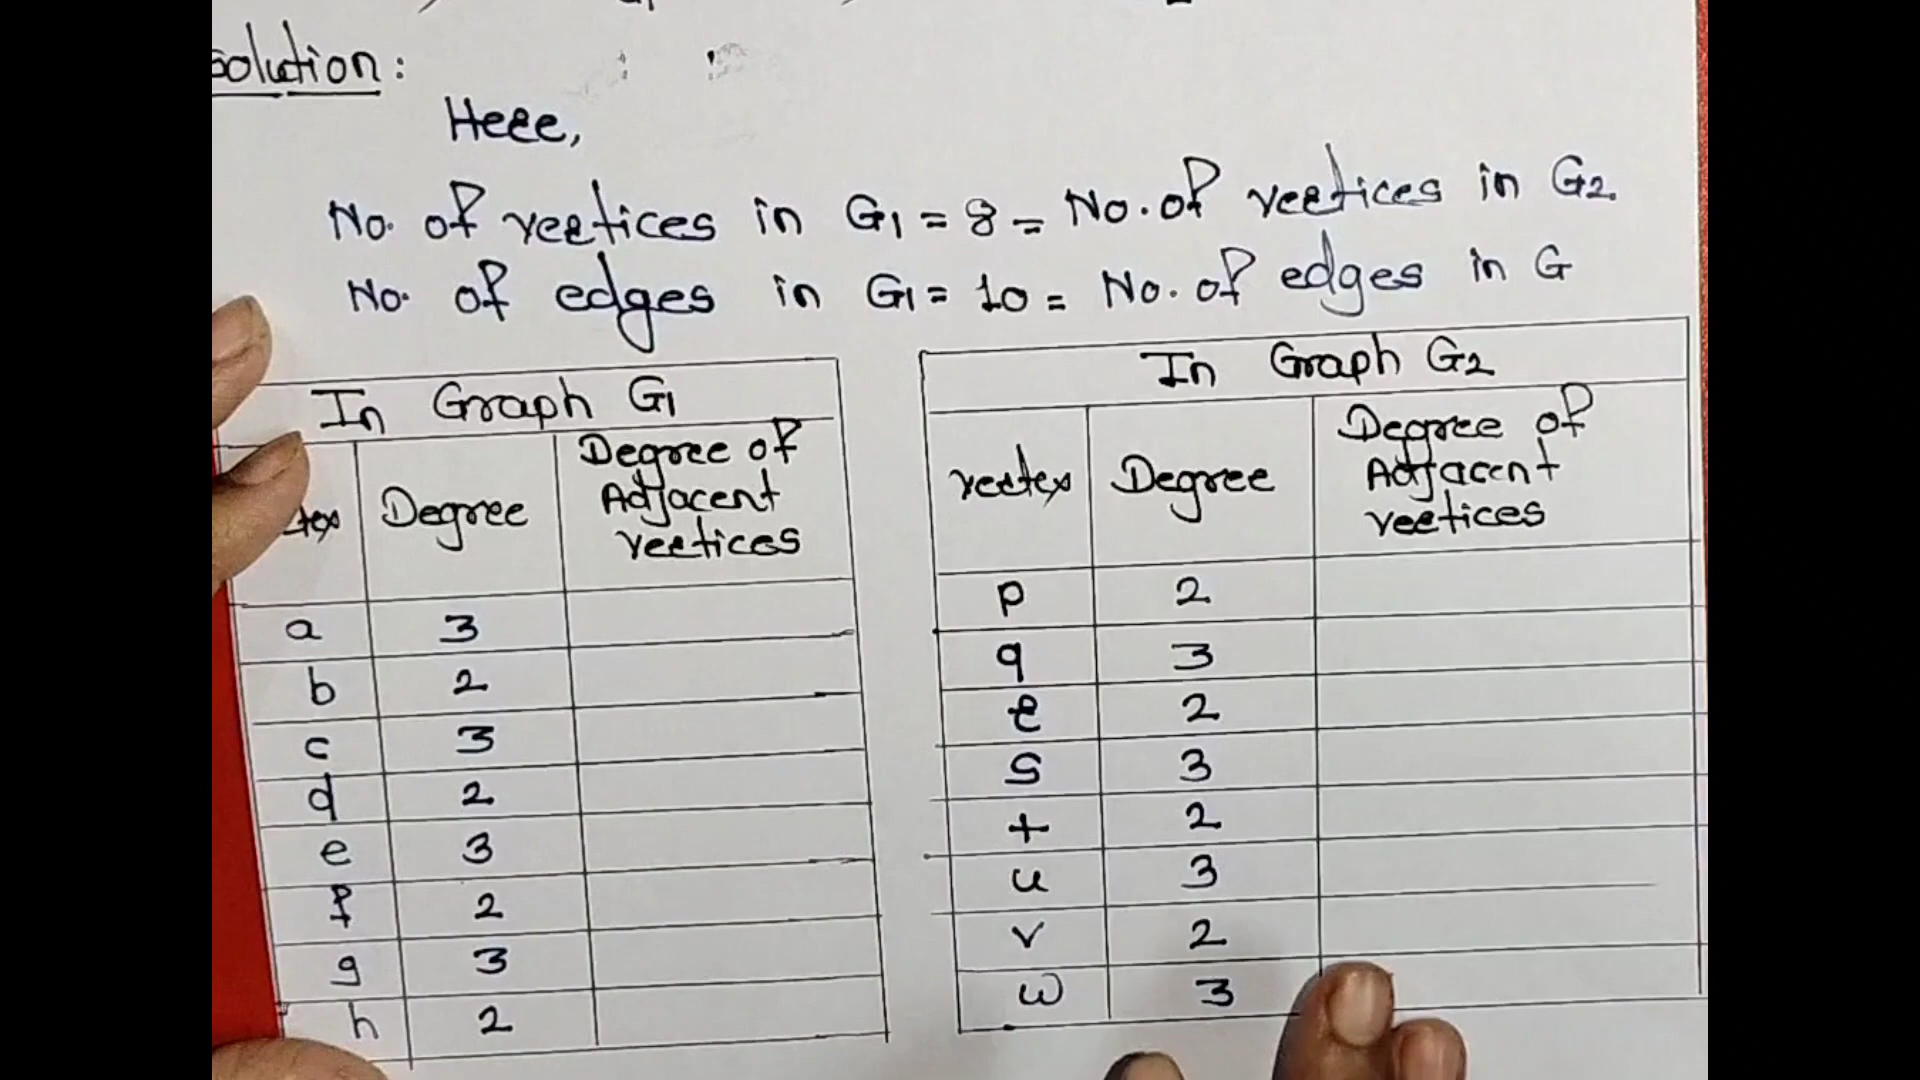 solution:
Here,
No. of vertices in G1 = 8 = No. of vertices in G2.
No. of edges in G1 = 10 = No. of edges in G
In Graph G1
Degree
Degree of
Adjacent
vertices
a 3
b 2
c 3
d 2
e 3
f 2
g 3
h 2
In Graph G2
vertex Degree
Degree of
Adjacent
vertices
p 2
q 3
r 2
s 3
t 2
u 3
v 2
w 3